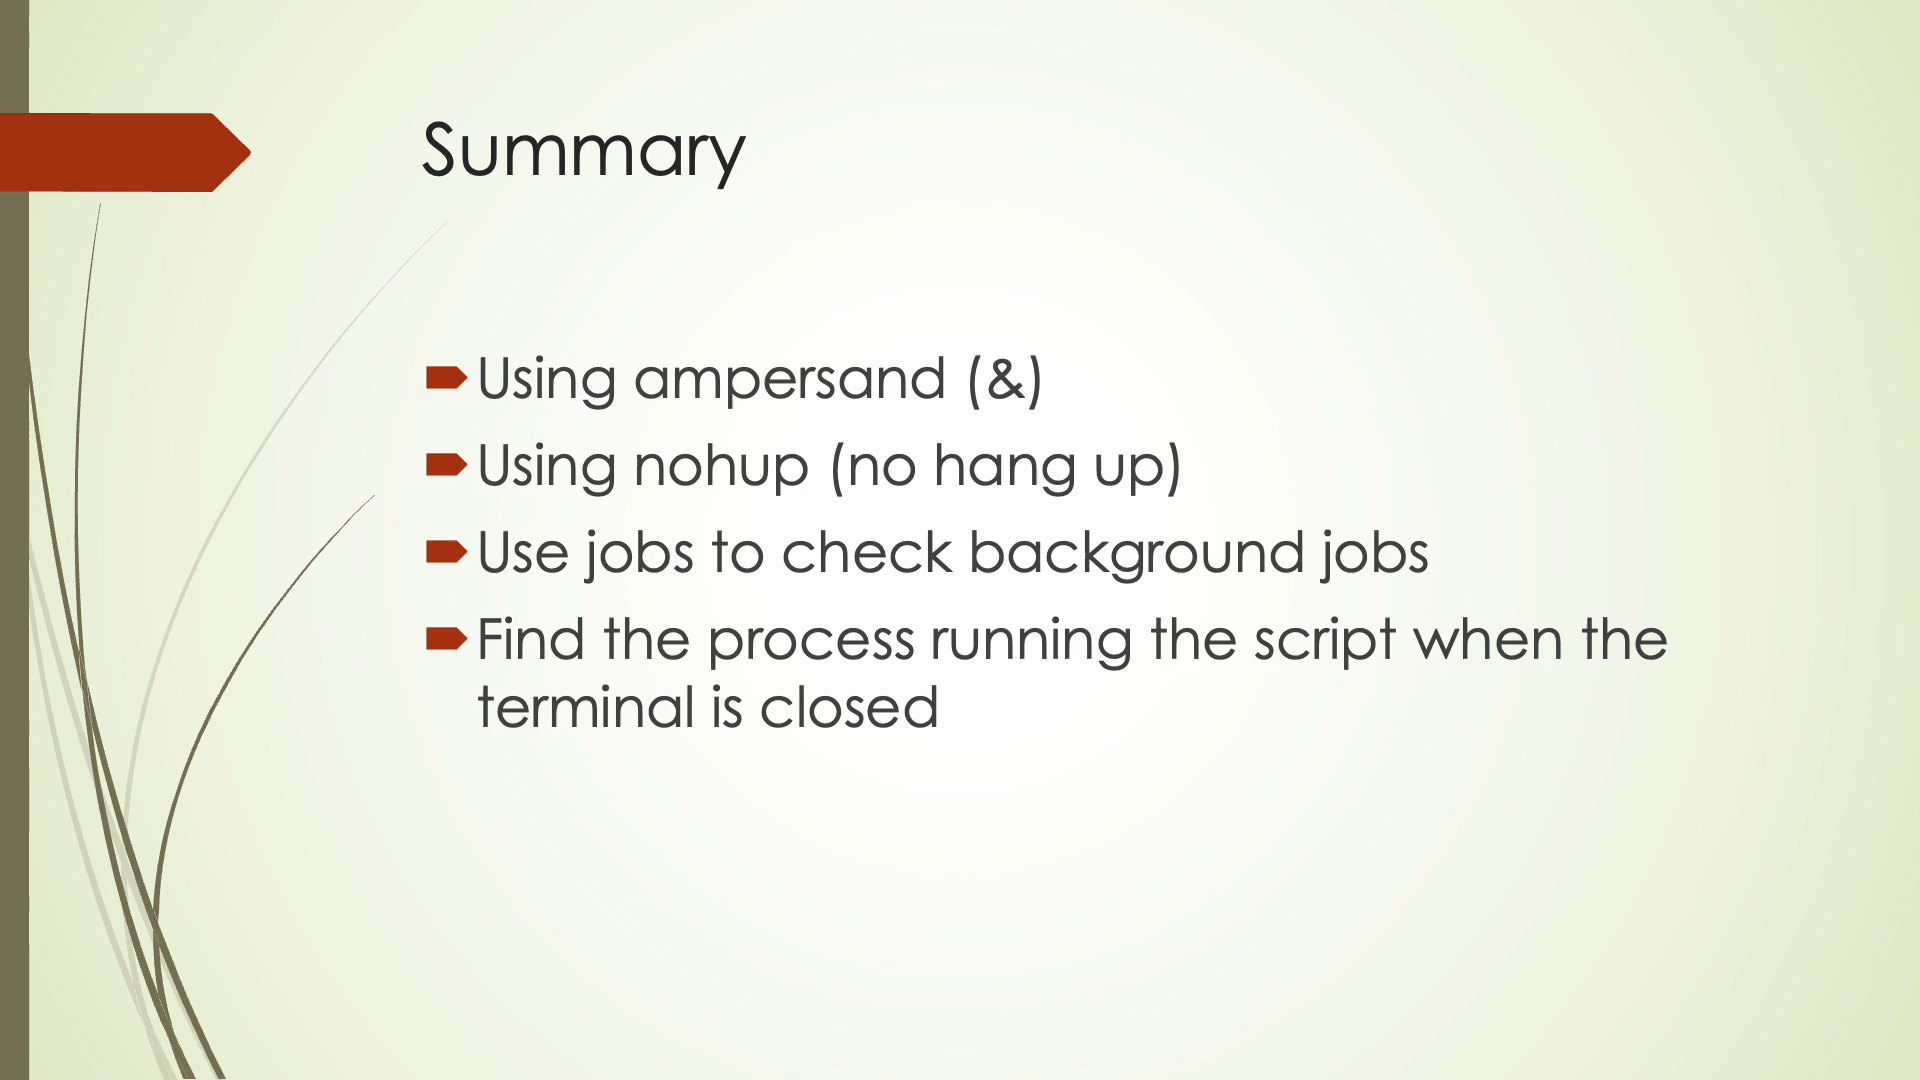 Summary
Using ampersand (&)
Using nohup (no hang up)
Use jobs to check background jobs
Find the process running the script when the
terminal is closed